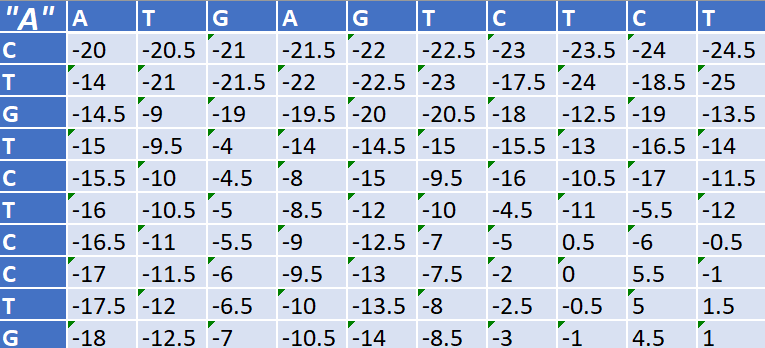 "A" A T G A G T C T C T
C -20 -20.5 -21 -21.5 -22 -22.5 -23 -23.5 -24 -24.5
T -14 -21 -21.5 -22 -22.5 -23 -17.5 -24 -18.5 -25
G -14.5 -9 -19 -19.5 -20 -20.5 -18 -12.5 -19 -13.5
T -15 -9.5 -4 -14 -14.5 -15 -15.5 -13 -16.5 -14
C -15.5 -10 -4.5 -8 -15 -9.5 -16 -10.5 -17 -11.5
T -16 -10.5 -5 -8.5 -12 -10 -4.5 -11 -5.5 -12
C -16.5 -11 -5.5 -9 -12.5 -7 -5 0.5 -6 -0.5
C -17 -11.5 -6 -9.5 -13 -7.5 -2 0 5.5 -1
T -17.5 -12 -6.5 -10 -13.5 -8 -2.5 -0.5 5 1.5
G -18 -12.5 -7 -10.5 -14 -8.5 -3 -1 4.5 1